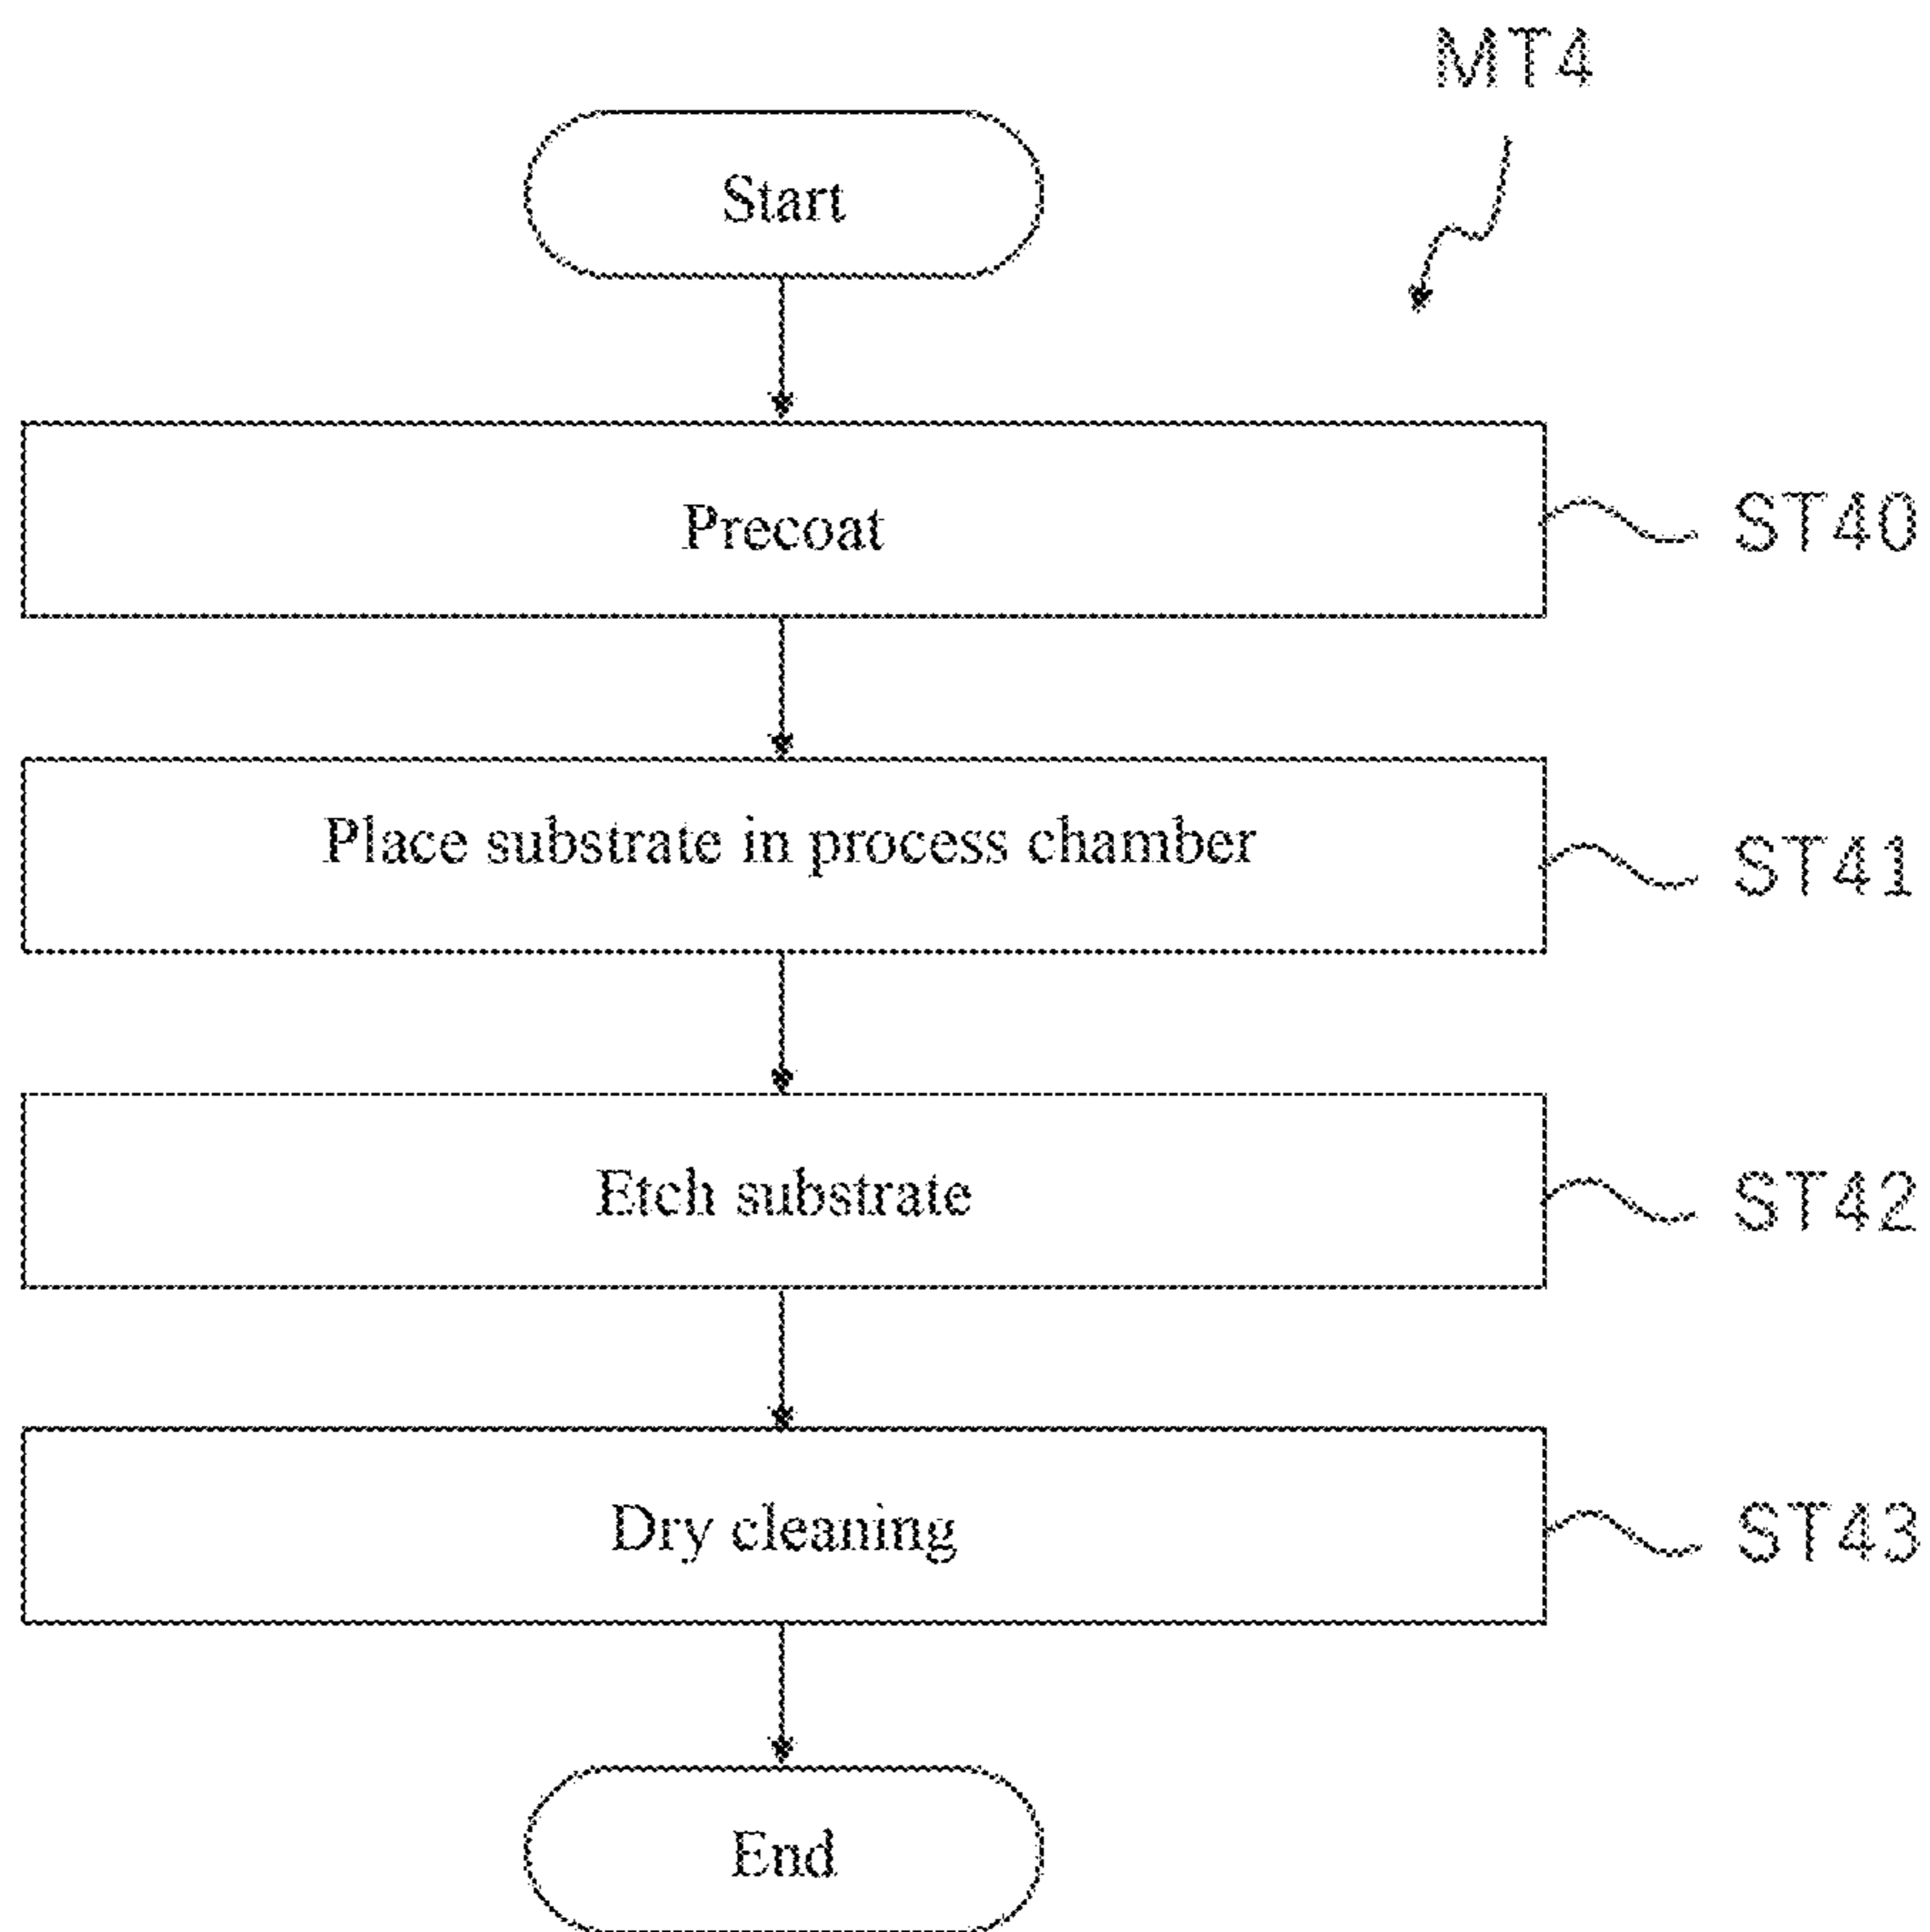 MT4
Start
Precoat
ST40
Place substrate in process chamber
ST41
Etch substrate
ST42
Dry cleaning
ST43
End